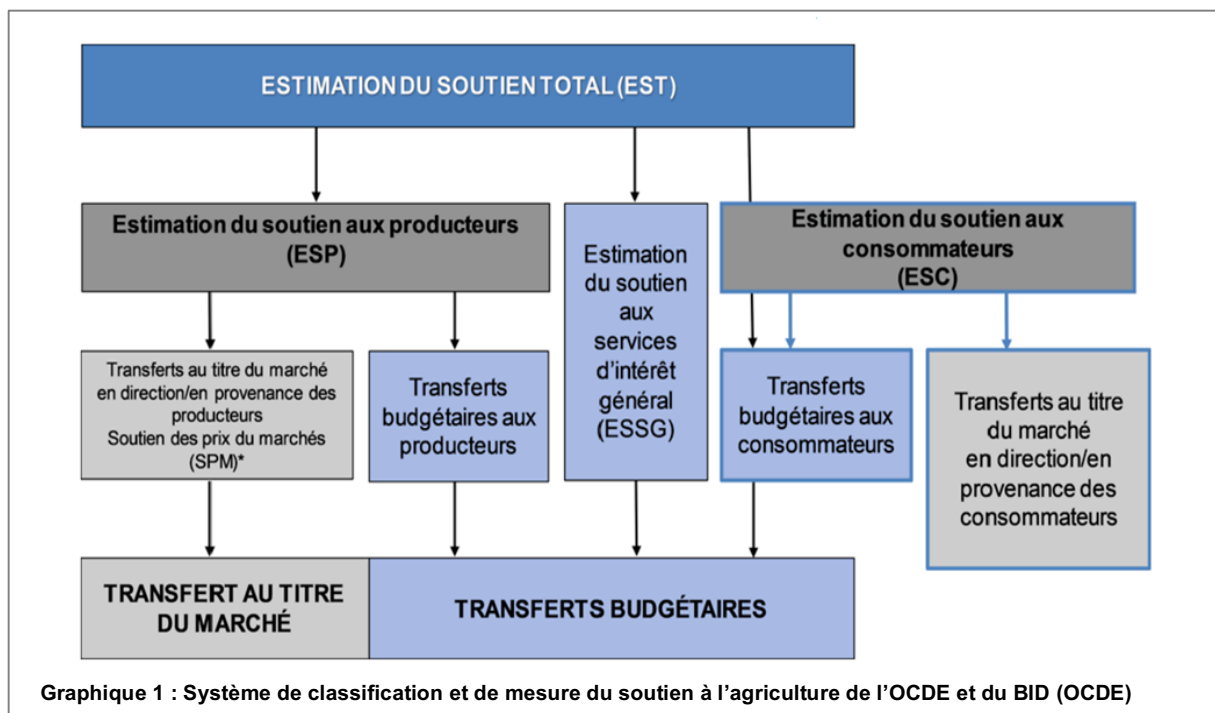 ESTIMATION DU SOUTIEN TOTAL (EST)
Estimation du soutien aux producteurs
(ESP)
Estimation
du soutien
aux
services
d'intérêt
général
(ESSG)
Estimation du soutien aux
consommateurs
(ESC)
Transferts au titre du marché
en direction/en provenance des
producteurs
Soutien des prix du marchés
(SPM)*
Transferts
budgétaires aux
producteurs
Transferts
budgétaires aux
consommateurs
Transferts au titre
du marché
en direction/en
provenance des
consommateurs
TRANSFERT AU TITRE
DU MARCHÉ
TRANSFERTS BUDGÉTAIRES
Graphique 1 : Système de classification et de mesure du soutien à l'agriculture de l'OCDE et du BID (OCDE)